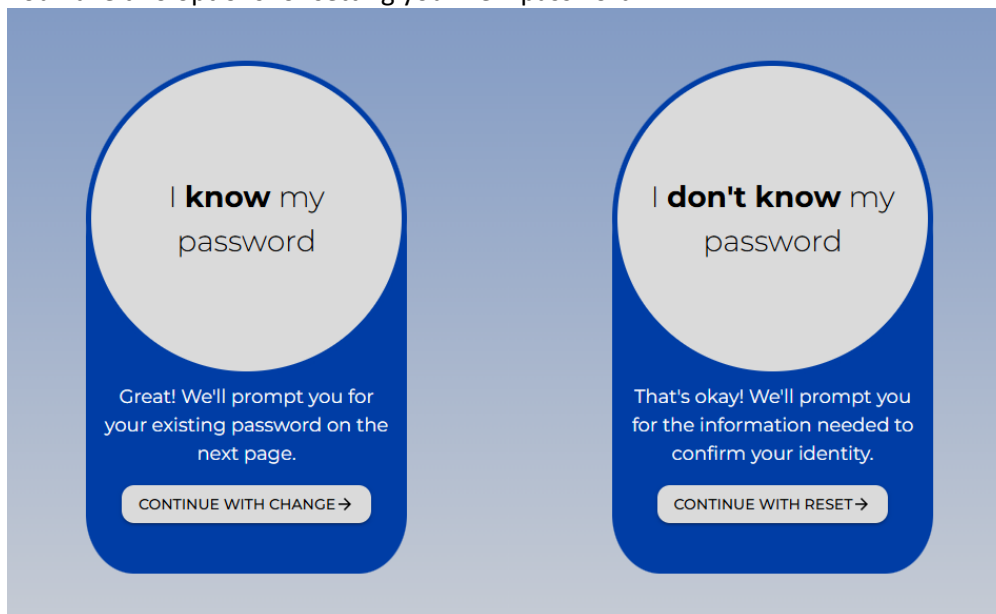 I know my
password
Great! We'll prompt you for
your existing password on the
next page.
CONTINUE WITH CHANGE→
I don't know my
password
That's okay! We'll prompt you
for the information needed to
confirm your identity.
CONTINUE WITH RESET→